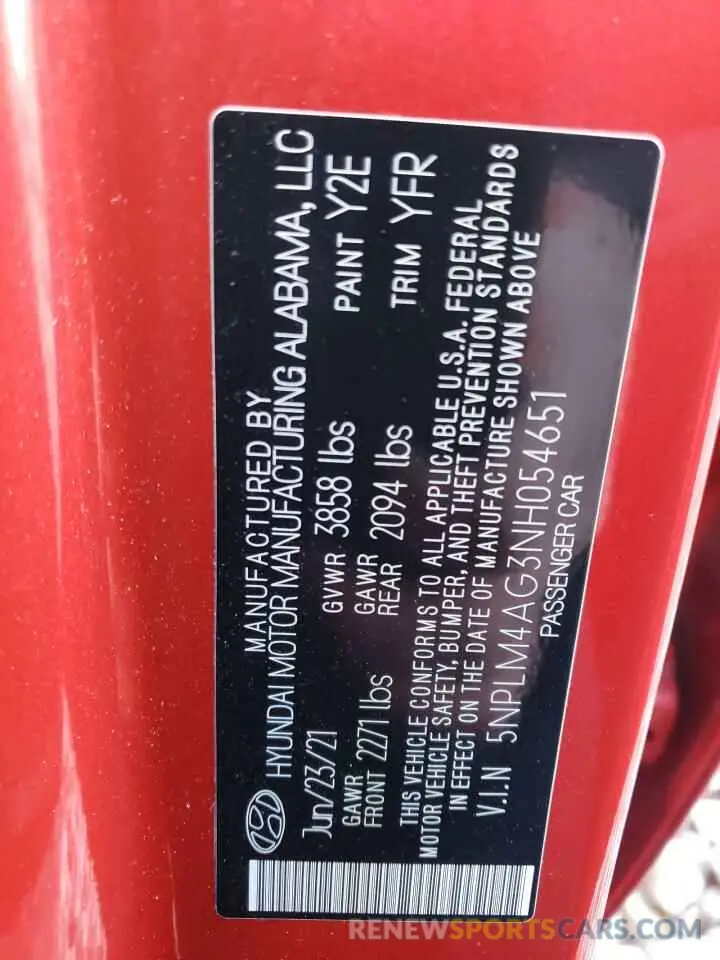 MANUFACTURED BY
HYUNDAI MOTOR MANUFACTURING ALABAMA, LLC
Jun/23/21 GVWR 3858 lbs PAINT Y2E
GAWR FRONT 2271 lbs GAWR REAR 2094 lbs TRIM YFR
THIS VEHICLE CONFORMS TO ALL APPLICABLE U.S.A. FEDERAL
MOTOR VEHICLE SAFETY, BUMPER, AND THEFT PREVENTION STANDARDS
IN EFFECT ON THE DATE OF MANUFACTURE SHOWN ABOVE
V.I.N 5NPLM4AG3NH054651
PASSENGER CAR
RENEWSPORTSCARS.COM